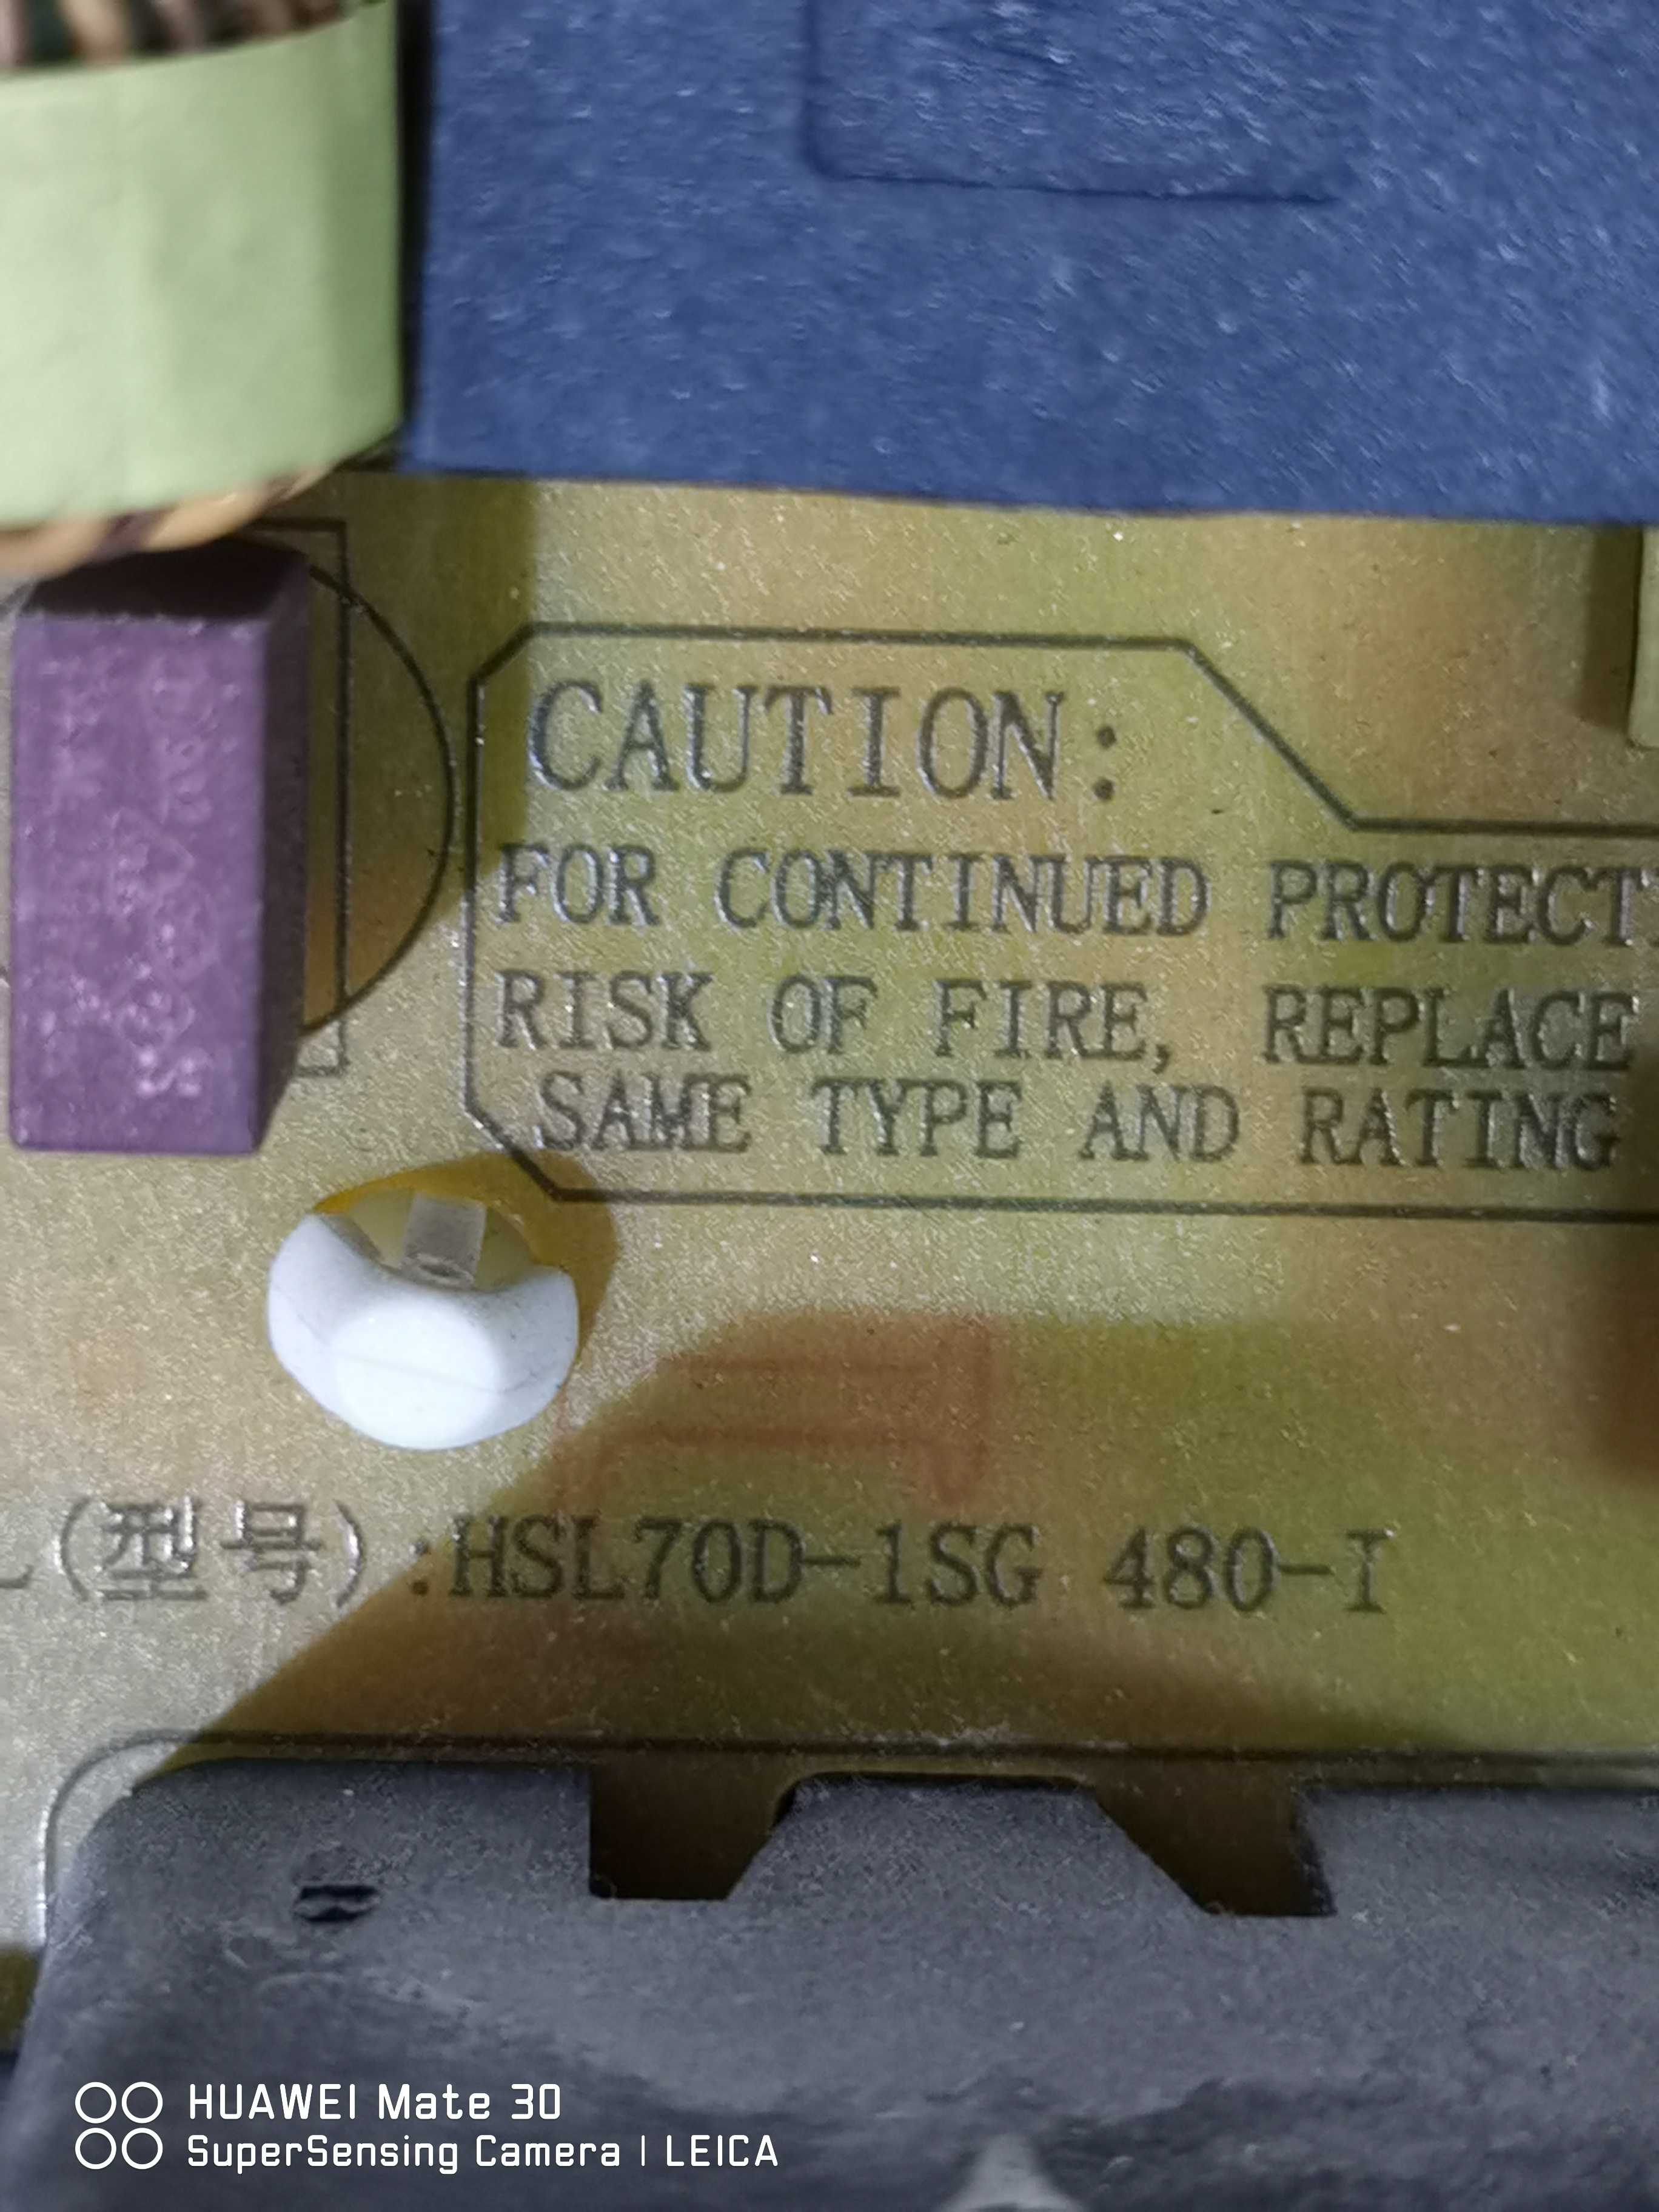 CAUTION:
FOR CONTINUED PROTECT
RISK OF FIRE, REPLACE
SAME TYPE AND RATING
(型号):HSL70D-1SG 480-I
HUAWEI Mate 30
SuperSensing Camera | LEICA